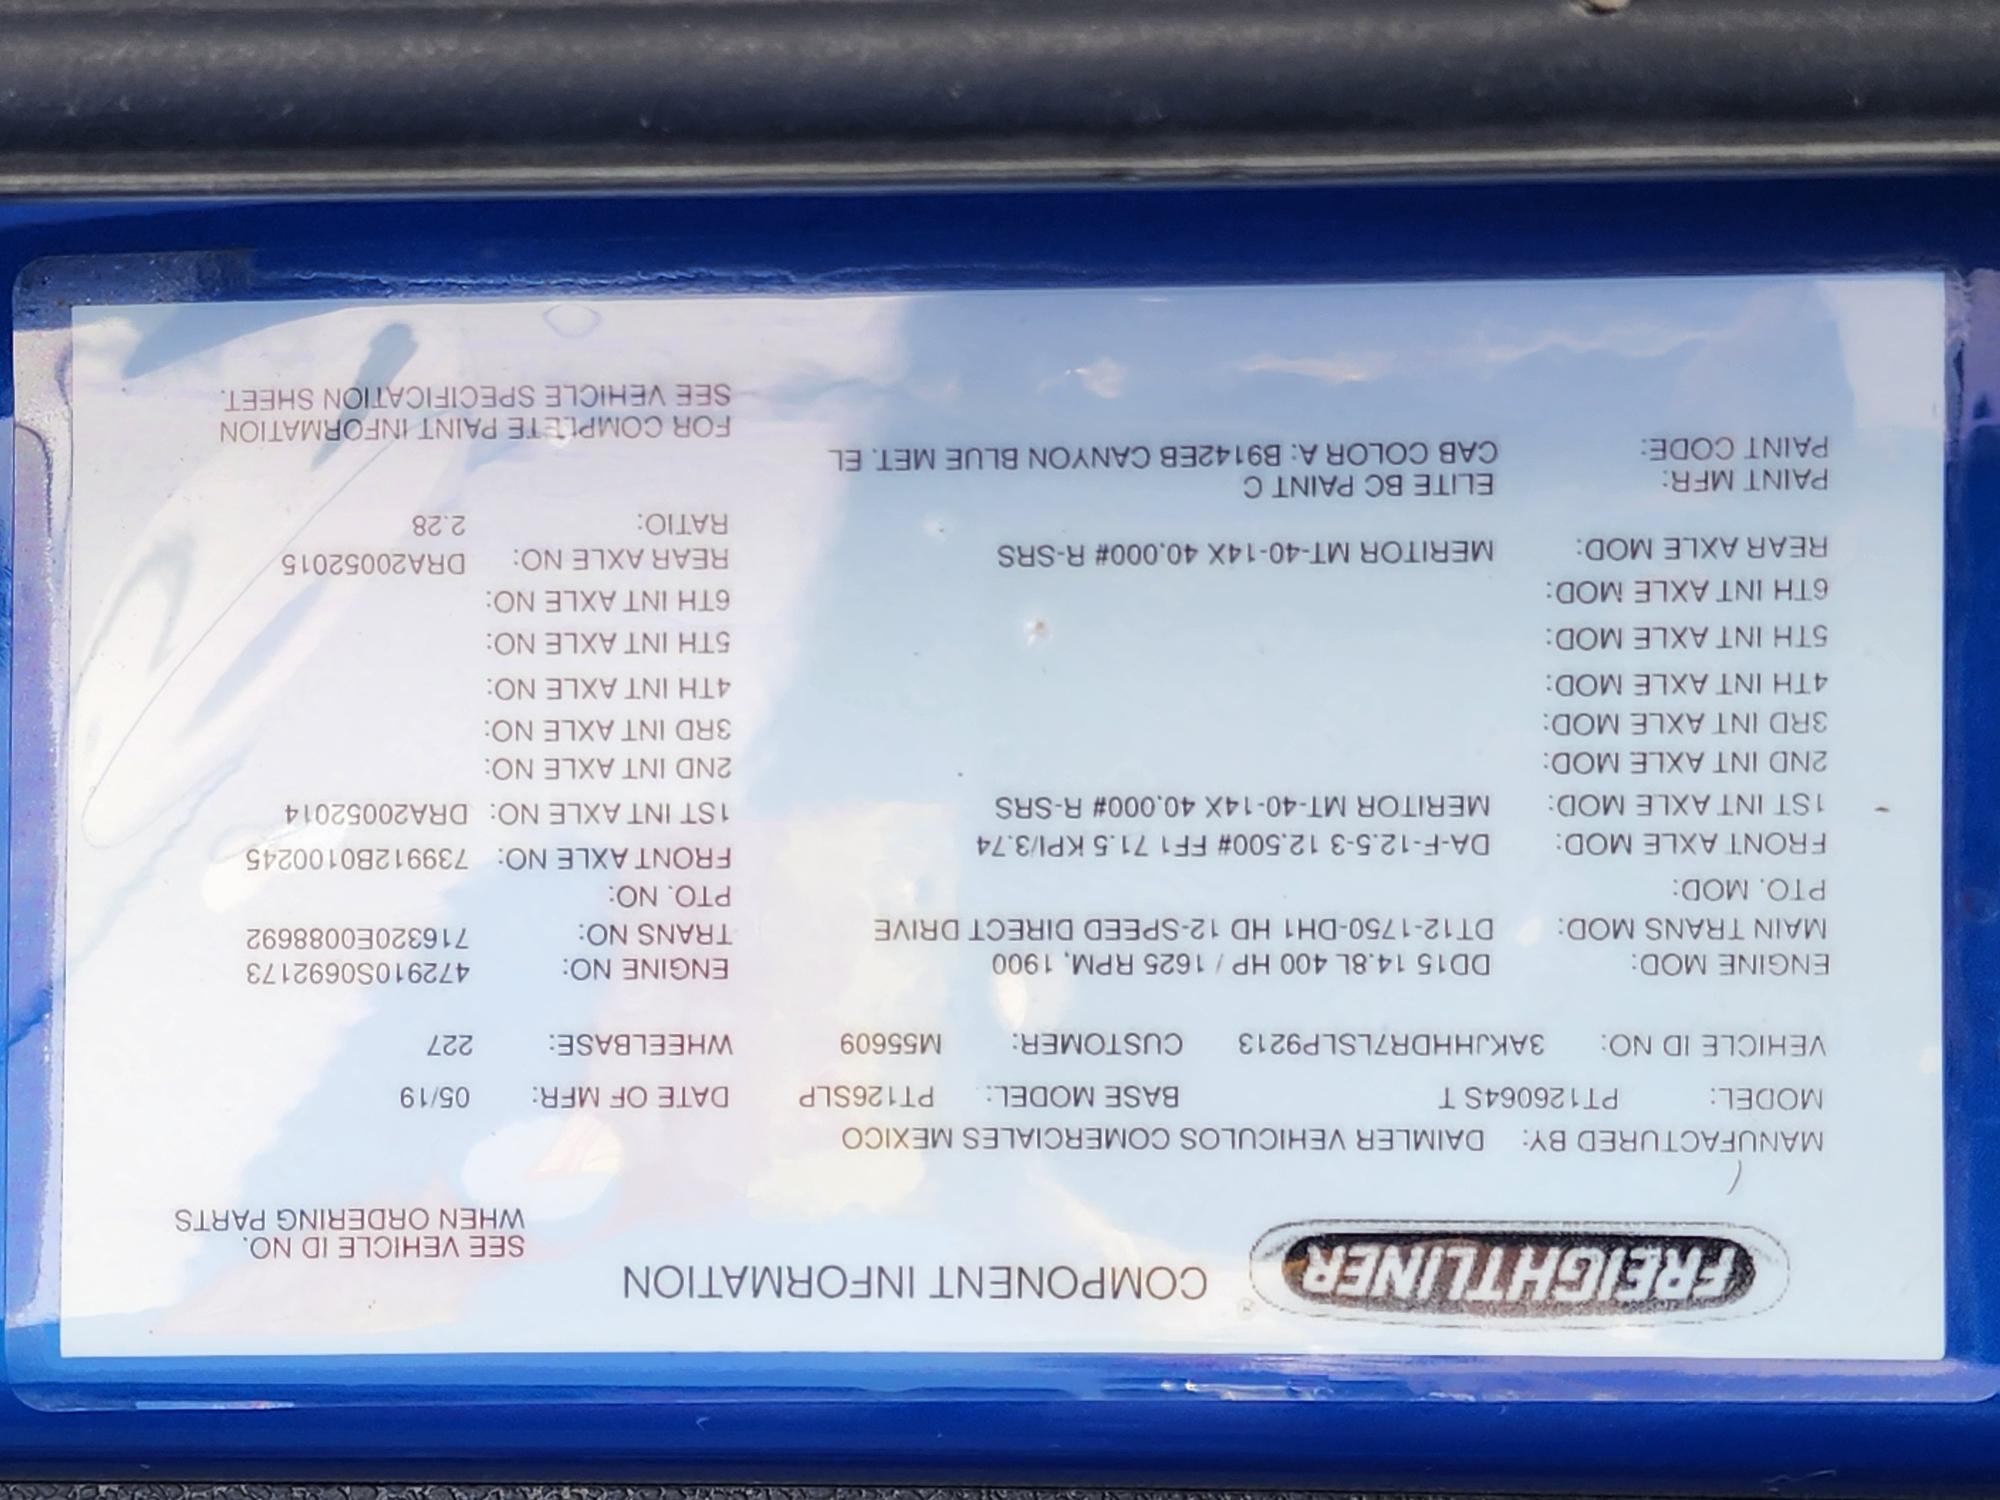 FREIGHTLINER
COMPONENT INFORMATION
SEE VEHICLE ID NO.
WHEN ORDERING PARTS
MANUFACTURED BY: DAIMLER VEHICULOS COMERCIALES MEXICO
MODEL: PT126064S T BASE MODEL: PT126SLP DATE OF MFR: 05/19
VEHICLE ID NO: 3AKJHHDR7LSLP9213 CUSTOMER: M55609 WHEELBASE: 227
ENGINE MOD: DD15 14.8L 400 HP / 1625 RPM, 1900 ENGINE NO: 472910S0692173
MAIN TRANS MOD: DT12-1750-DH1 HD 12-SPEED DIRECT DRIVE TRANS NO: 716320E0088692
PTO. MOD: PTO. NO:
FRONT AXLE MOD: DA-F-12.5-3 12.500# FF1 71.5 KPI/3.74 FRONT AXLE NO: 739912B0100245
1ST INT AXLE MOD: MERITOR MT-40-14X 40.000# R-SRS 1ST INT AXLE NO: DRA20052014
2ND INT AXLE MOD: 2ND INT AXLE NO:
3RD INT AXLE MOD: 3RD INT AXLE NO:
4TH INT AXLE MOD: 4TH INT AXLE NO:
5TH INT AXLE MOD: 5TH INT AXLE NO:
6TH INT AXLE MOD: 6TH INT AXLE NO:
REAR AXLE MOD: MERITOR MT-40-14X 40.000# R-SRS REAR AXLE NO: DRA20052015
RATIO: 2.28
PAINT MFR: ELITE BC PAINT C
PAINT CODE: CAB COLOR A: B9142EB CANYON BLUE MET. EL
FOR COMPLETE PAINT INFORMATION
SEE VEHICLE SPECIFICATION SHEET.